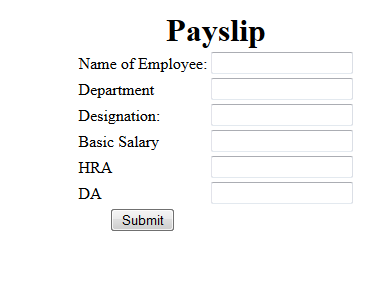 Payslip
Name of Employee:
Department
Designation:
Basic Salary
HRA
DA
Submit